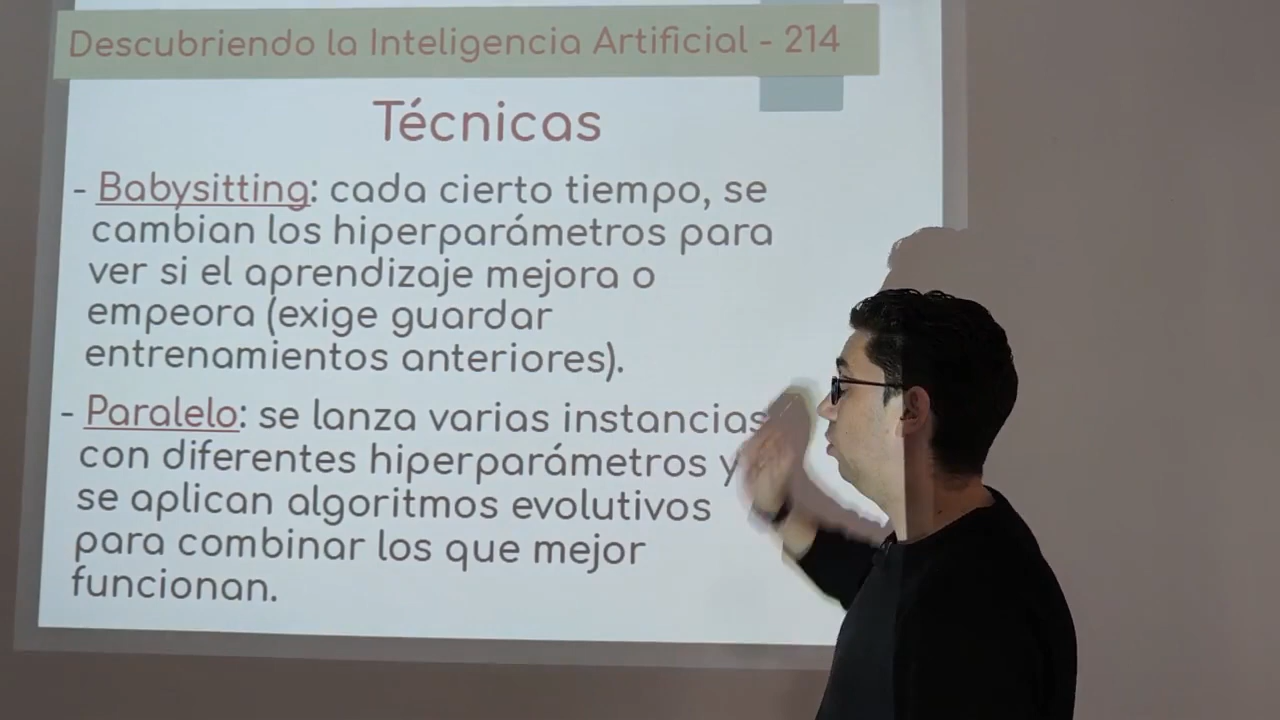 Descubriendo la Inteligencia Artificial - 214
Técnicas
- Babysitting: cada cierto tiempo, se
cambian los hiperparámetros para
ver si el aprendizaje mejora o
empeora (exige guardar
entrenamientos anteriores).
- Paralelo: se lanza varias instancias
con diferentes hiperparámetros y
se aplican algoritmos evolutivos
para combinar los que mejor
funcionan.